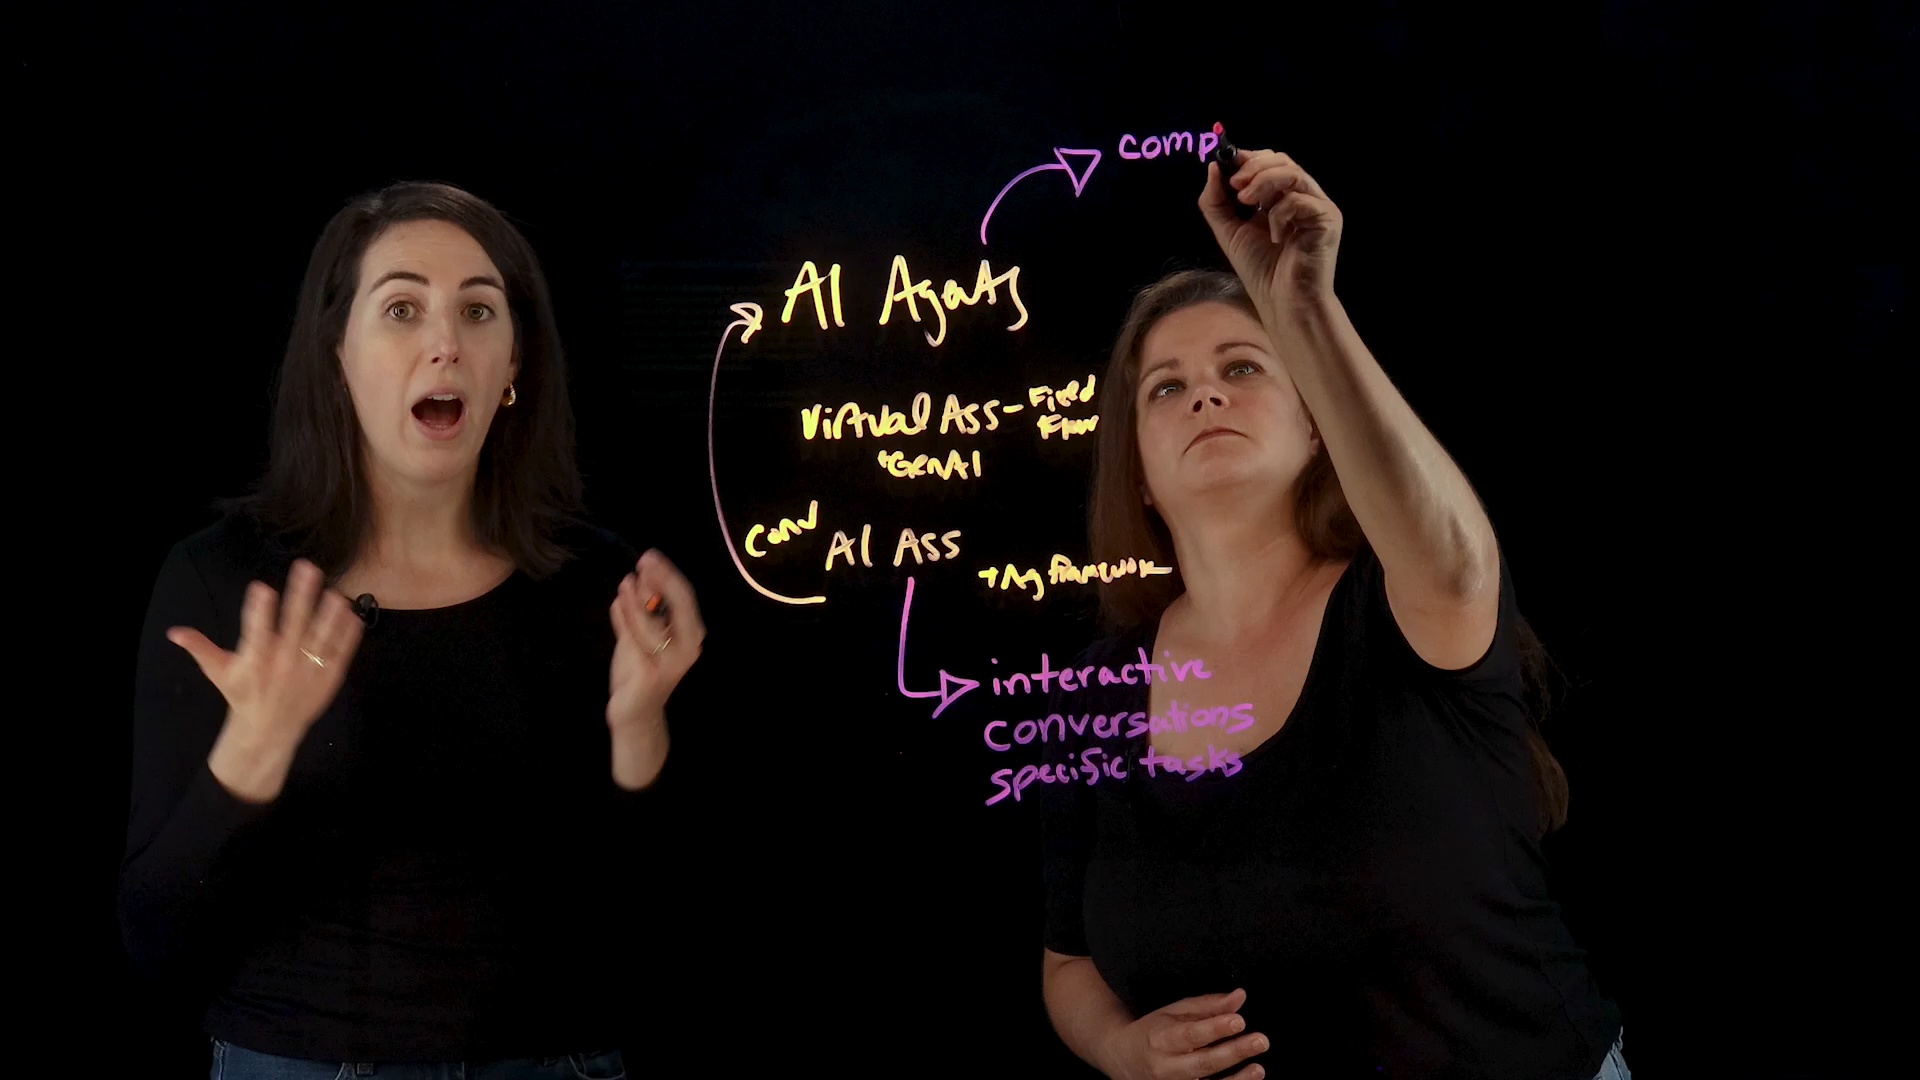 comp
AI Agents
Virtual Ass - Fixed
Flow
+GenAI
Conv AI Ass
+Ag Framework
interactive
conversations
specific tasks